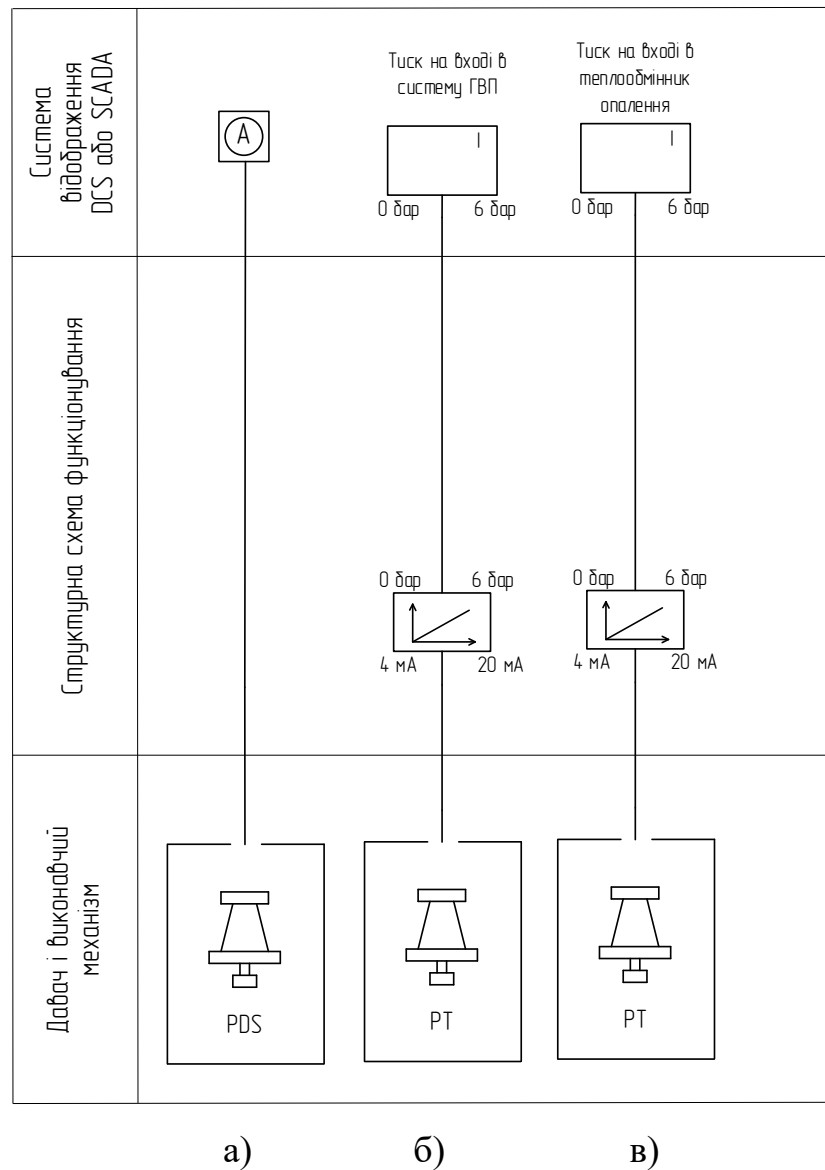 Система
відображення
DCS або SCADA
A
Тиск на вході в
систему ГВП
I
0 бар 6 бар
Тиск на вході в
теплообмінник
опалення
I
0 бар 6 бар
Структурна схема функціонування
0 бар 6 бар
4 мА 20 мА
0 бар 6 бар
4 мА 20 мА
Давач і виконавчий
механізм
PDS
PT
PT
а) б) в)